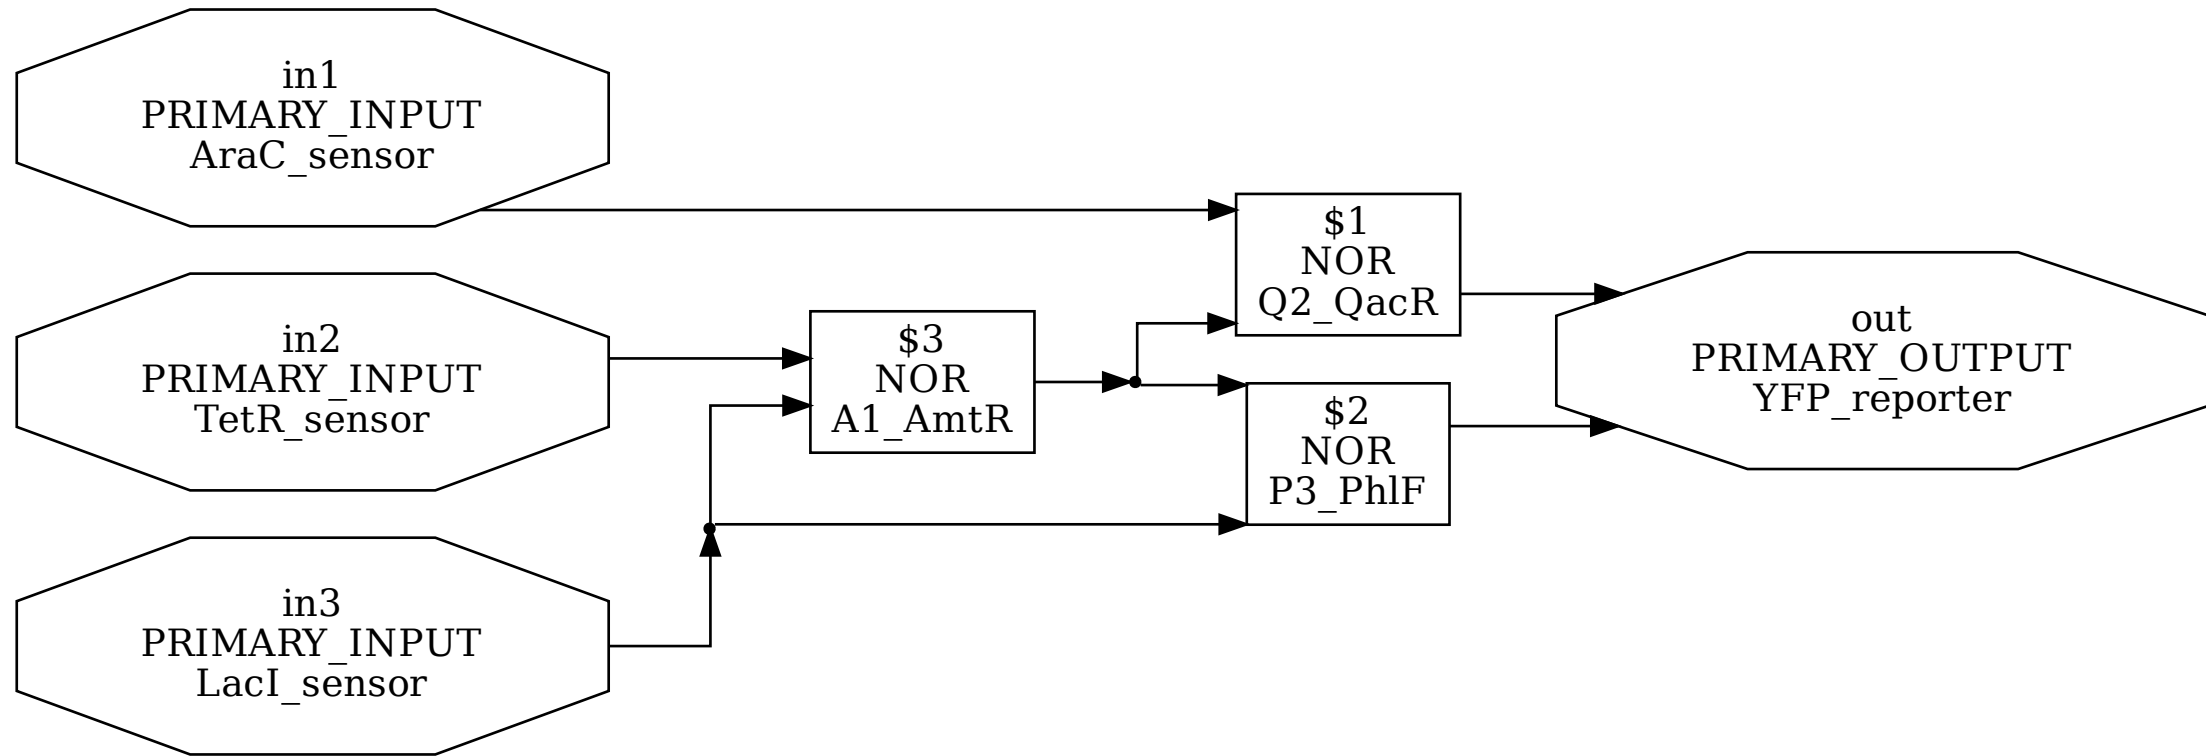 in1
PRIMARY_INPUT
AraC_sensor
in2
PRIMARY_INPUT
TetR_sensor
in3
PRIMARY_INPUT
LacI_sensor
$3
NOR
A1_AmtR
$1
NOR
Q2_QacR
$2
NOR
P3_PhlF
out
PRIMARY_OUTPUT
YFP_reporter